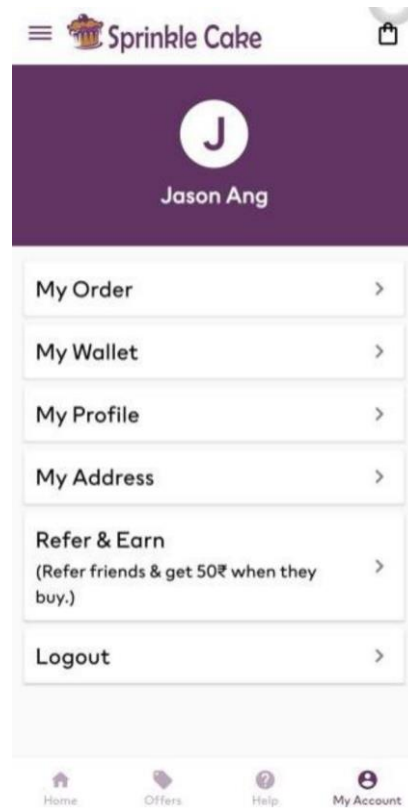 Sprinkle Cake
J
Jason Ang
My Order
My Wallet
My Profile
My Address
Refer & Earn
(Refer friends & get 50₹ when they
buy.)
Logout
Home Offers Help My Account